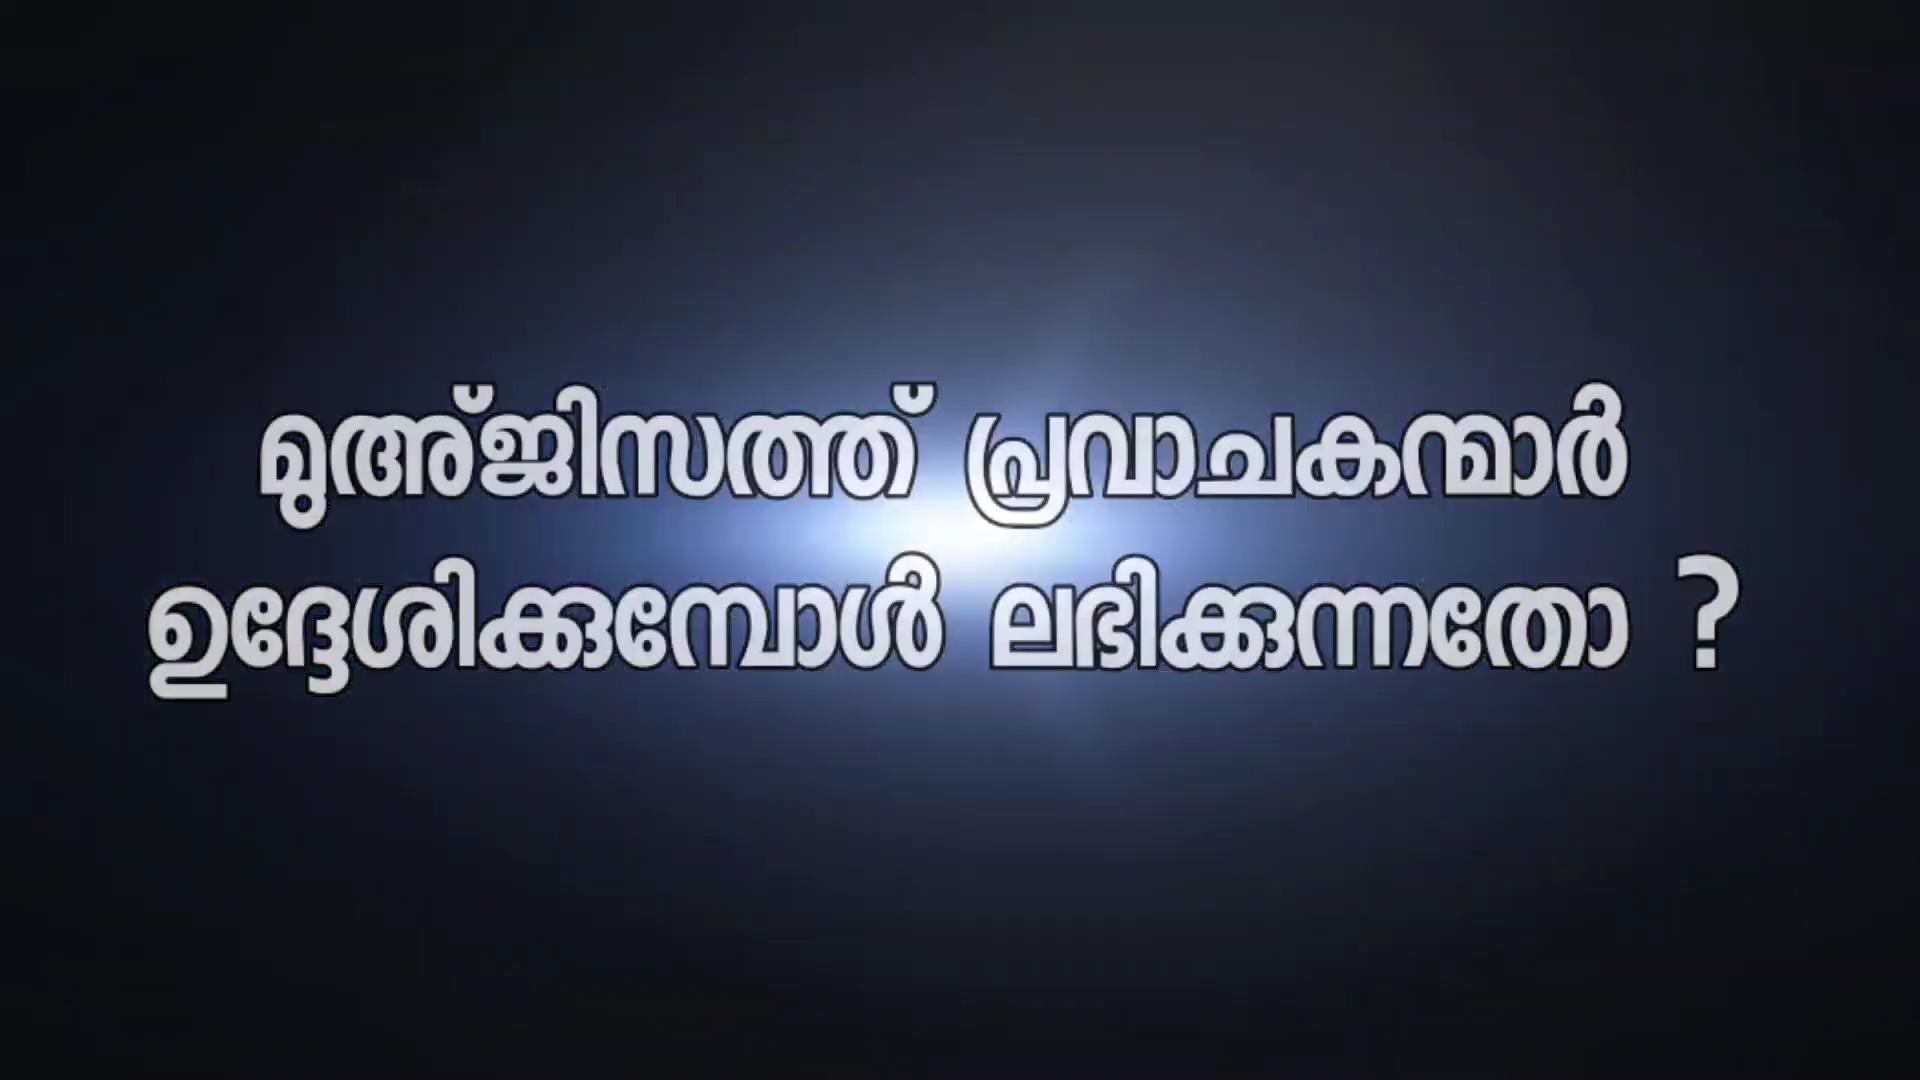 മുഅ്ജിസത്ത് പ്രവാചകന്മാർ
ഉദ്ദേശിക്കുമ്പോൾ ലഭിക്കുന്നതോ ?